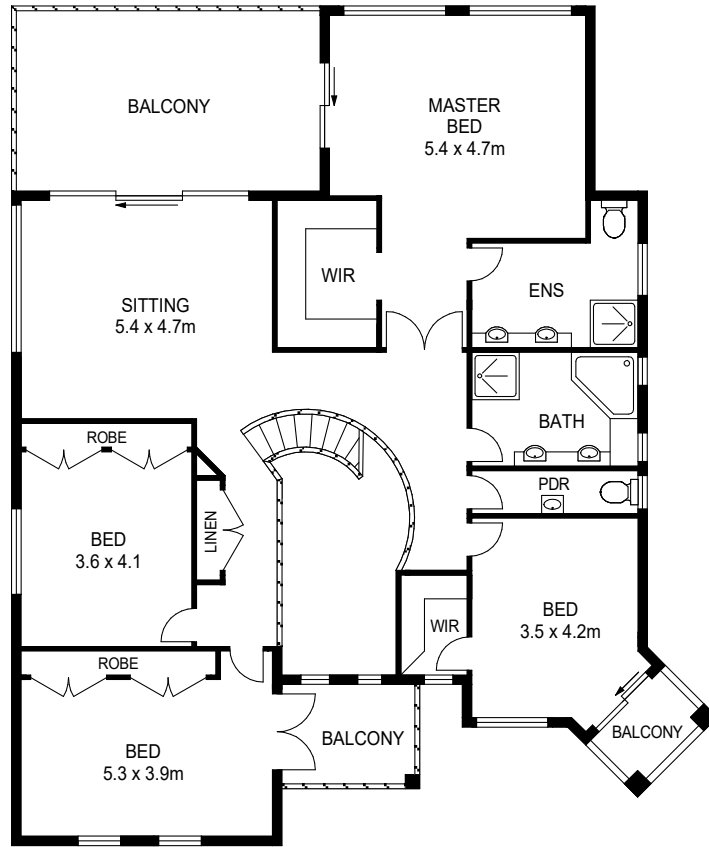 BALCONY
MASTER
BED
5.4 x 4.7m
WIR
ENS
SITTING
5.4 x 4.7m
BATH
ROBE
PDR
LINEN
BED
3.6 x 4.1
BED
3.5 x 4.2m
WIR
ROBE
BALCONY
BALCONY
BED
5.3 x 3.9m